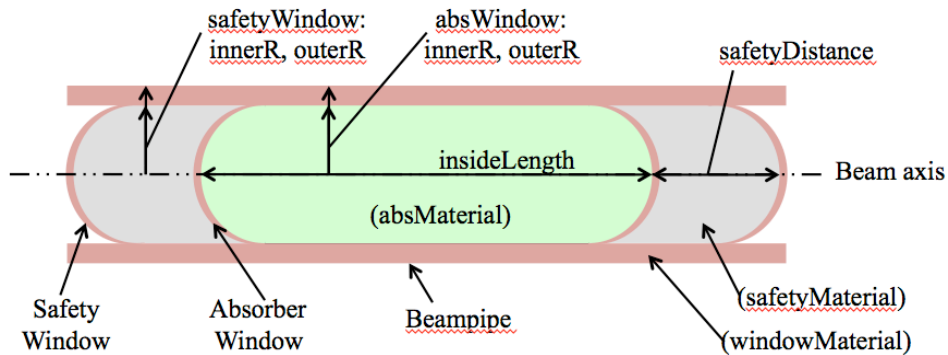 safetyWindow:
innerR, outerR
absWindow:
innerR, outerR
safetyDistance
insideLength
Beam axis
(absMaterial)
Safety
Window
Absorber
Window
Beampipe
(safetyMaterial)
(windowMaterial)